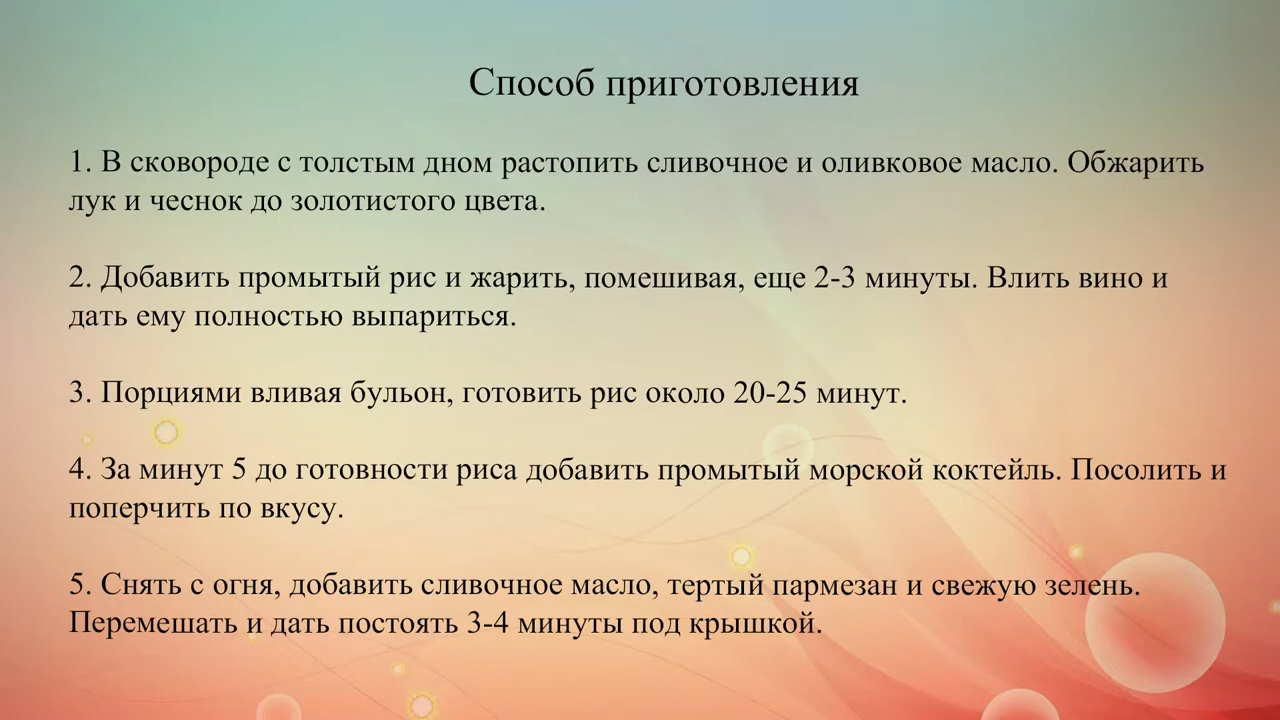 Способ приготовления
1. В сковороде с толстым дном растопить сливочное и оливковое масло. Обжарить
лук и чеснок до золотистого цвета.
2. Добавить промытый рис и жарить, помешивая, еще 2-3 минуты. Влить вино и
дать ему полностью выпариться.
3. Порциями вливая бульон, готовить рис около 20-25 минут.
4. За минут 5 до готовности риса добавить промытый морской коктейль. Посолить и
поперчить по вкусу.
5. Снять с огня, добавить сливочное масло, тертый пармезан и свежую зелень.
Перемешать и дать постоять 3-4 минуты под крышкой.